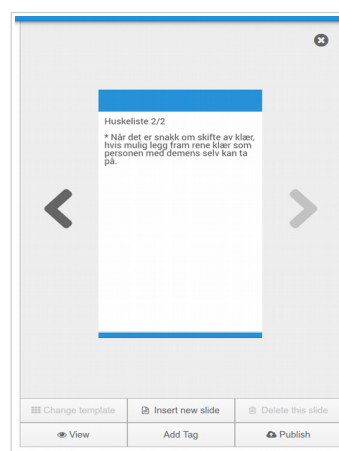 Huskeliste 2/2
* Når det er snakk om skifte av klær,
hvis mulig legg fram rene klær som
personen med demens selv kan ta
på.
Change template
Insert new slide
Delete this slide
View
Add Tag
Publish